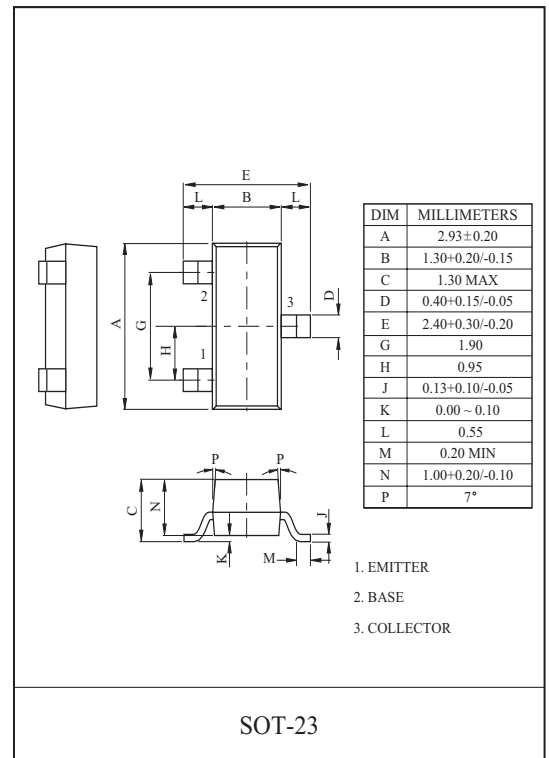 E
L B L
A
G
H
2
1
3
D
DIM MILLIMETERS
A 2.93±0.20
B 1.30+0.20/-0.15
C 1.30 MAX
D 0.40+0.15/-0.05
E 2.40+0.30/-0.20
G 1.90
H 0.95
J 0.13+0.10/-0.05
K 0.00 ~ 0.10
L 0.55
M 0.20 MIN
N 1.00+0.20/-0.10
P 7°
P P
C
N
K
M
J
1. EMITTER
2. BASE
3. COLLECTOR
SOT-23